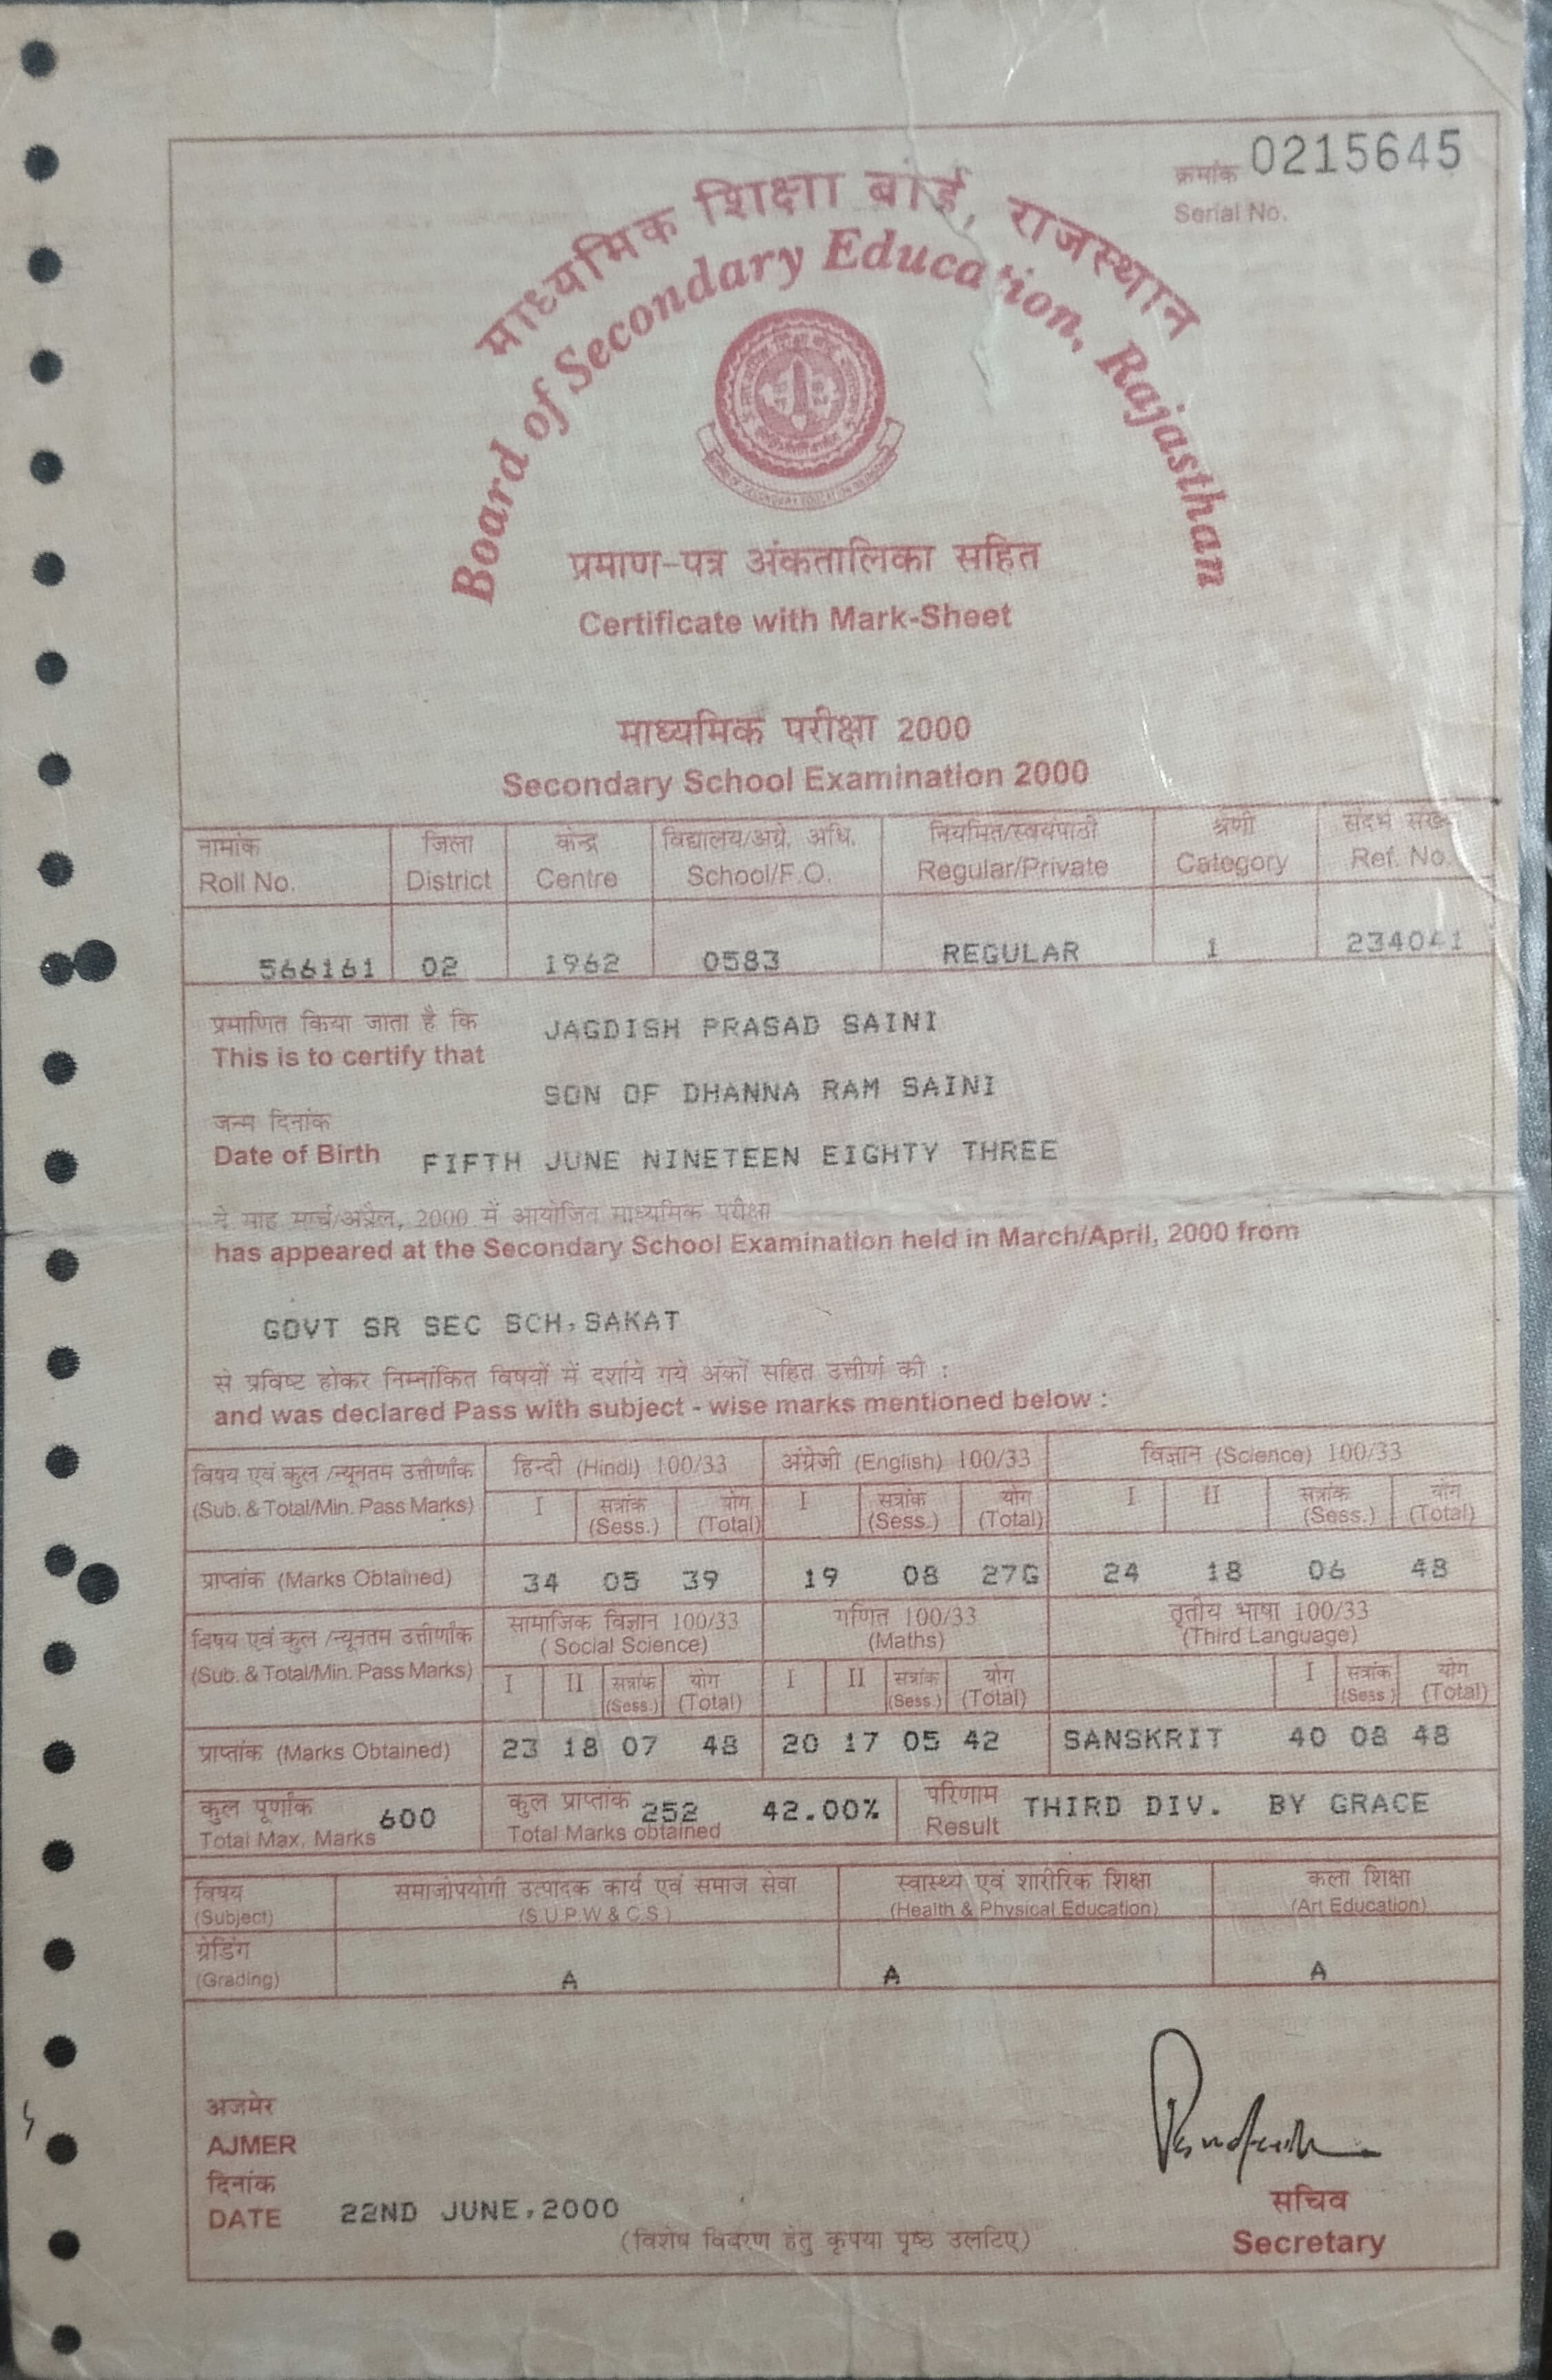 क्रमांक 0215645
Serial No.
माध्यमिक शिक्षा बोर्ड, राजस्थान
Board of Secondary Education, Rajasthan
प्रमाण-पत्र अंकतालिका सहित
Certificate with Mark-Sheet
माध्यमिक परीक्षा 2000
Secondary School Examination 2000
नामांक जिला केन्द्र विद्यालय/अग्रे. अधि. नियमित/स्वयंपाठी श्रेणी संदर्भ
Roll No. District Centre School/F.O. Regular/Private Category Ref. No.
566161 02 1962 0583 REGULAR 1 234041
प्रमाणित किया जाता है कि JAGDISH PRASAD SAINI
This is to certify that
SON OF DHANNA RAM SAINI
जन्म दिनांक
Date of Birth FIFTH JUNE NINETEEN EIGHTY THREE
ने माह मार्च/अप्रैल, 2000 में आयोजित माध्यमिक परीक्षा
has appeared at the Secondary School Examination held in March/April, 2000 from
GOVT SR SEC SCH, SAKAT
से प्रविष्ट होकर निम्नांकित विषयों में दर्शाये गये अंकों सहित उत्तीर्ण की :
and was declared Pass with subject - wise marks mentioned below :
विषय एवं कुल /न्यूनतम उत्तीर्णांक हिन्दी (Hindi) 100/33 अंग्रेजी (English) 100/33 विज्ञान (Science) 100/33
(Sub. & Total/Min. Pass Marks) I सत्रांक योग I सत्रांक योग I II सत्रांक योग
(Sess.) (Total) (Sess.) (Total) (Sess.) (Total)
प्राप्तांक (Marks Obtained) 34 05 39 19 08 27G 24 18 06 48
विषय एवं कुल /न्यूनतम उत्तीर्णांक सामाजिक विज्ञान 100/33 गणित 100/33 तृतीय भाषा 100/33
(Social Science) (Maths) (Third Language)
(Sub. & Total/Min. Pass Marks) I II सत्रांक योग I II सत्रांक योग I सत्रांक योग
(Sess.) (Total) (Sess.) (Total) (Sess.) (Total)
प्राप्तांक (Marks Obtained) 23 18 07 48 20 17 05 42 SANSKRIT 40 08 48
कुल पूर्णांक 600 कुल प्राप्तांक 252 42.00% परिणाम THIRD DIV. BY GRACE
Total Max. Marks Total Marks obtained Result
विषय समाजोपयोगी उत्पादक कार्य एवं समाज सेवा स्वास्थ्य एवं शारीरिक शिक्षा कला शिक्षा
(Subject) (S.U.P.W & C.S.) (Health & Physical Education) (Art Education)
ग्रेडिंग
(Grading) A A A
अजमेर
AJMER
दिनांक
DATE 22ND JUNE,2000
(विशेष विवरण हेतु कृपया पृष्ठ उलटिए)
सचिव
Secretary